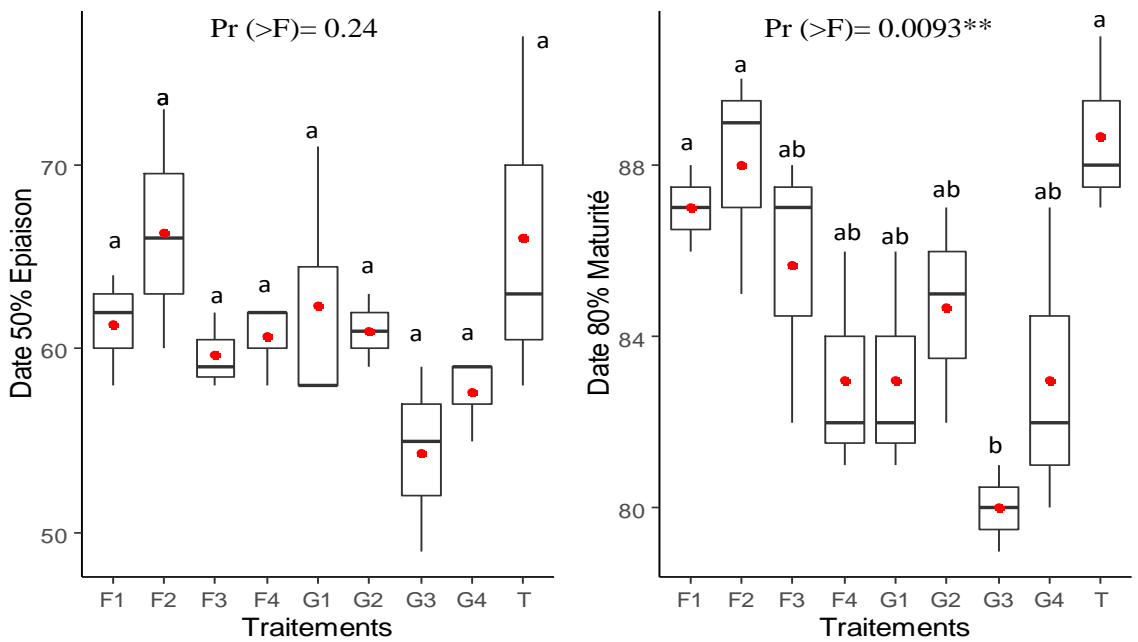 Pr (>F)= 0.24
a
a
a
a
a
a
a
a
a
Date 50% Epiaison
70
60
50
F1 F2 F3 F4 G1 G2 G3 G4 T
Traitements
Pr (>F)= 0.0093**
a
a
ab
ab
ab
ab
b
ab
a
Date 80% Maturité
88
84
80
F1 F2 F3 F4 G1 G2 G3 G4 T
Traitements